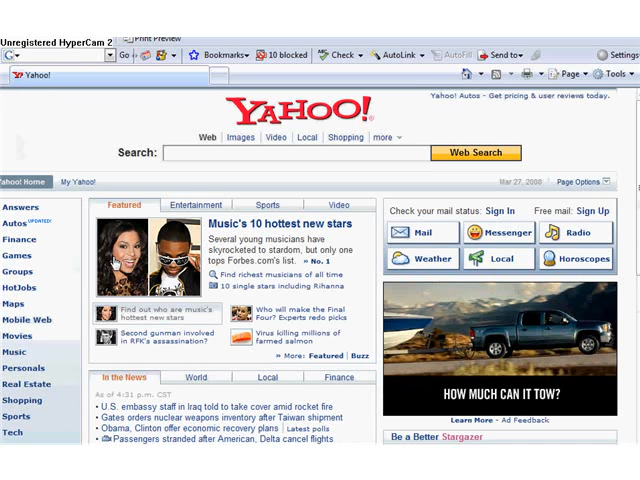 Print Preview
Unregistered HyperCam 2
Go
Bookmarks
10 blocked
Check
AutoLink
AutoFill
Send to
Settings
Yahoo!
Page
Tools
Yahoo! Autos - Get pricing & user reviews today.
YAHOO!
Web | Images | Video | Local | Shopping | more
Search:
Web Search
ahoo! Home
My Yahoo!
Mar 27, 2008
Page Options
Answers
Autos UPDATED!
Finance
Games
Groups
HotJobs
Maps
Mobile Web
Movies
Music
Personals
Real Estate
Shopping
Sports
Tech
Featured
Entertainment
Sports
Video
Music's 10 hottest new stars
Several young musicians have
skyrocketed to stardom, but only one
tops Forbes.com's list. » No. 1
Find richest musicians of all time
10 single stars including Rihanna
Find out who are music's
hottest new stars
Who will make the Final
Four? Experts redo picks
Second gunman involved
in RFK's assassination?
Virus killing millions of
farmed salmon
» More: Featured | Buzz
In the News
World
Local
Finance
As of 4:31 p.m. CST
• U.S. embassy staff in Iraq told to take cover amid rocket fire
• Gates orders nuclear weapons inventory after Taiwan shipment
• Obama, Clinton offer economic recovery plans | Latest polls
• Passengers stranded after American, Delta cancel flights
Check your mail status: Sign In
Free mail: Sign Up
Mail
Messenger
Radio
Weather
Local
Horoscopes
HOW MUCH CAN IT TOW?
Learn More - Ad Feedback
Be a Better Stargazer